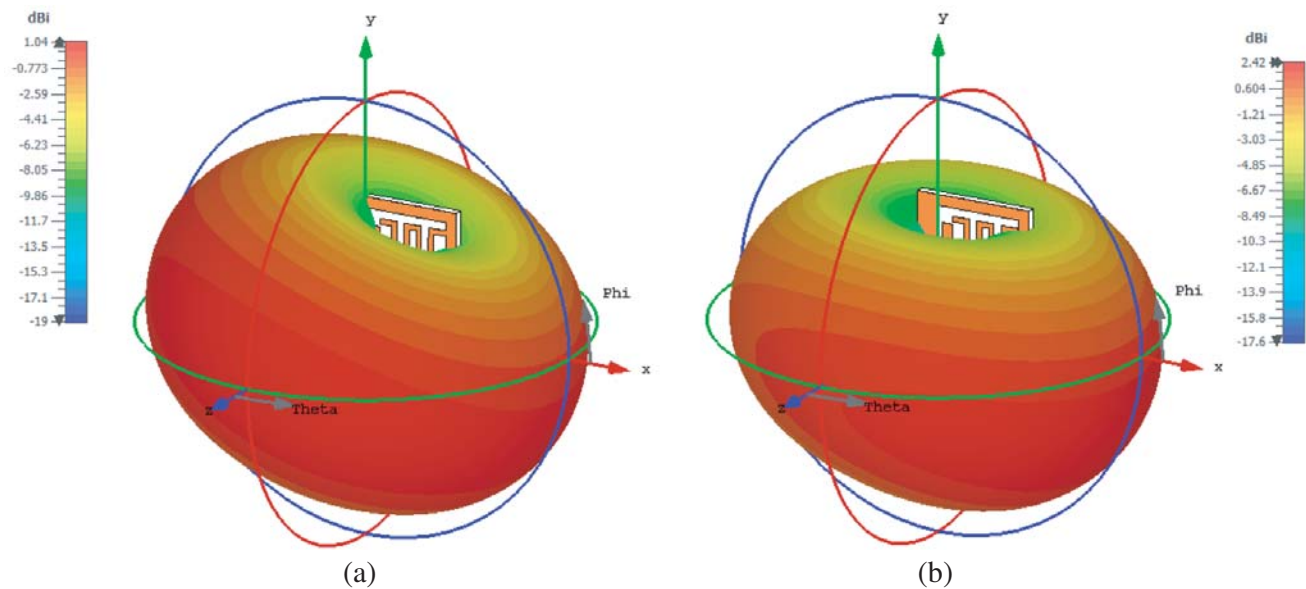 dBi
1.04
-0.773
-2.59
-4.41
-6.23
-8.05
-9.86
-11.7
-13.5
-15.3
-17.1
-19
y
Phi
x
z
Theta
(a)
dBi
2.42
0.604
-1.21
-3.03
-4.85
-6.67
-8.49
-10.3
-12.1
-13.9
-15.8
-17.6
y
Phi
x
z
Theta
(b)